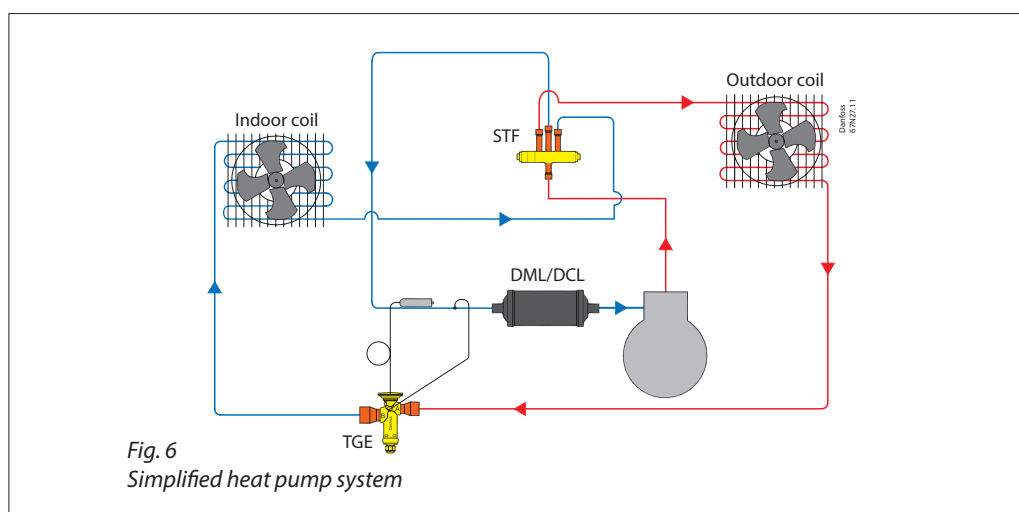 Outdoor coil
Indoor coil
STF
Danfoss
67N27.11
DML/DCL
TGE
B
A
Fig. 6
Simplified heat pump system